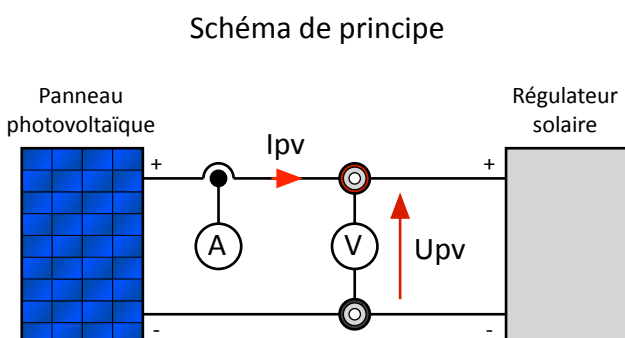 Schéma de principe
Panneau
photovoltaïque
Régulateur
solaire
+
Ipv
+
A
V
Upv
-
-